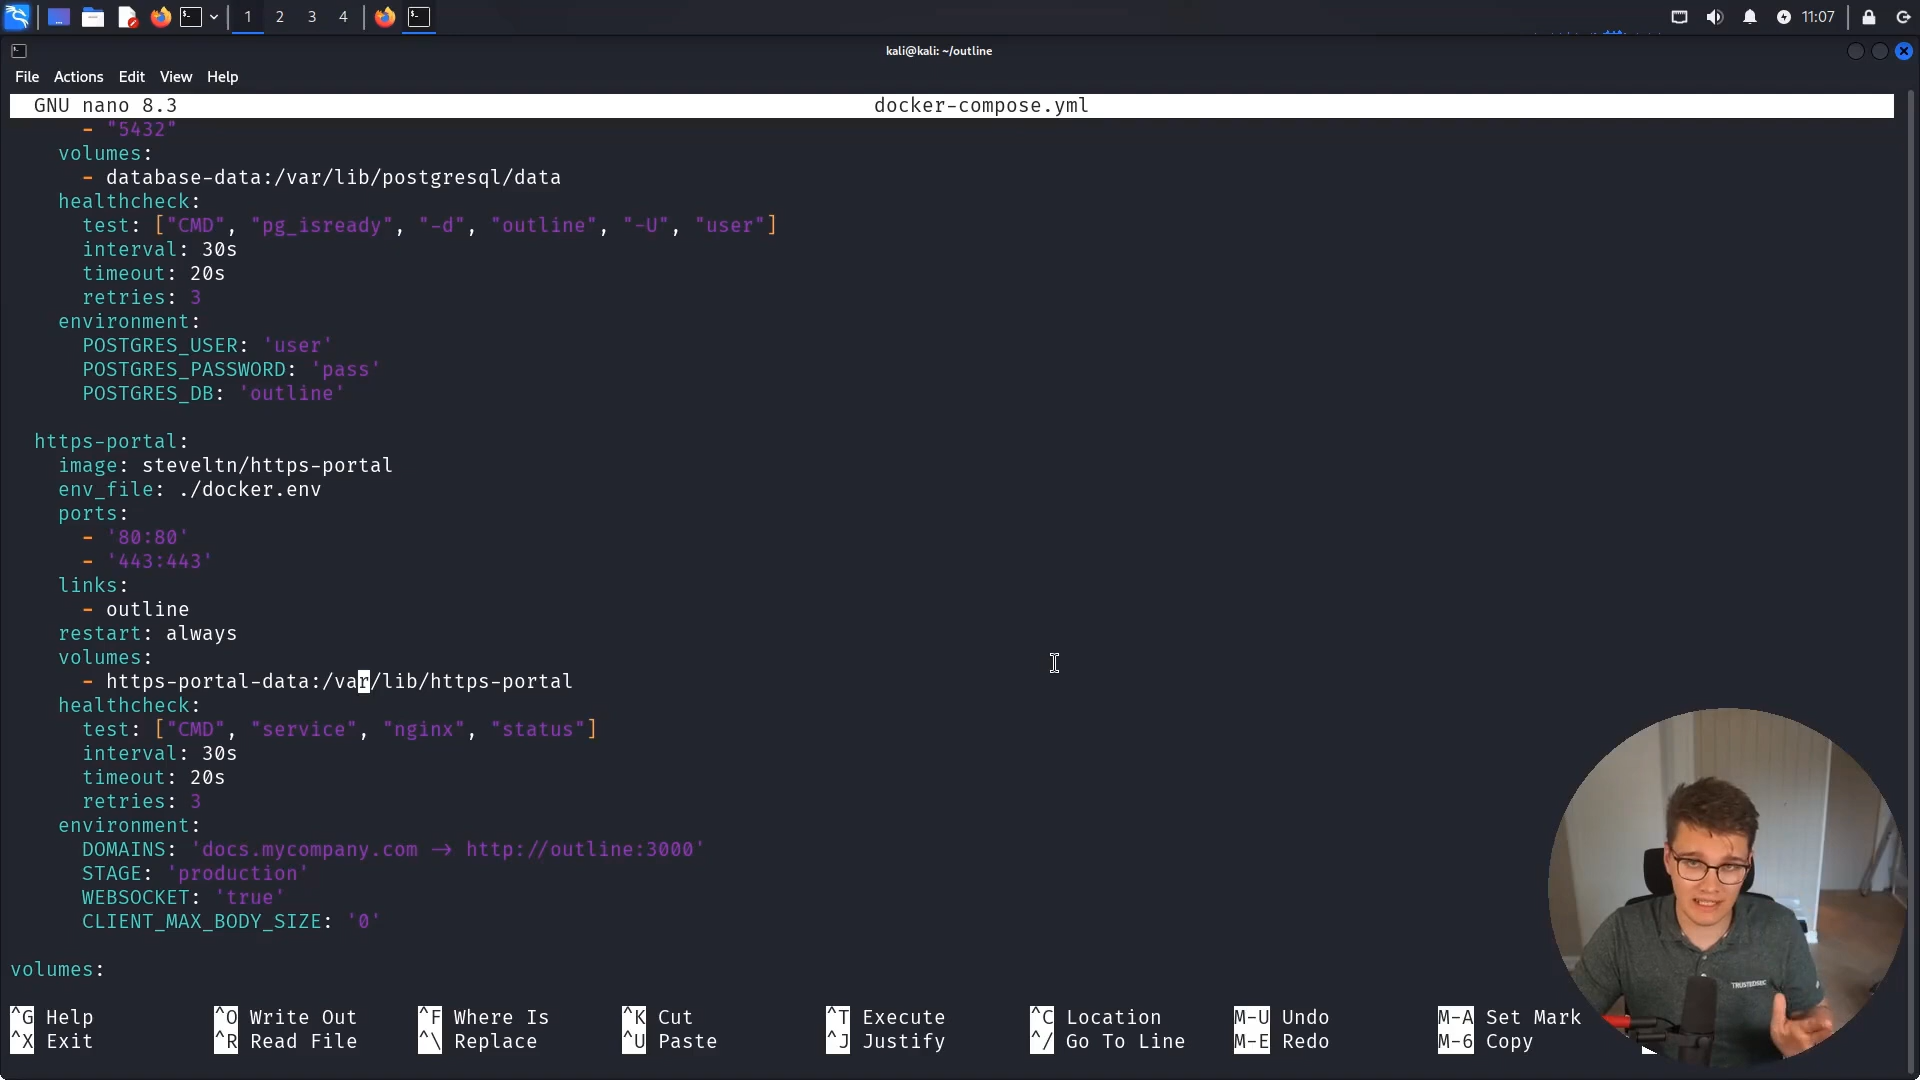 1 2 3 4 11:07
kali@kali: ~/outline
File Actions Edit View Help
GNU nano 8.3 docker-compose.yml
- "5432"
volumes:
- database-data:/var/lib/postgresql/data
healthcheck:
test: ["CMD", "pg_isready", "-d", "outline", "-U", "user"]
interval: 30s
timeout: 20s
retries: 3
environment:
POSTGRES_USER: 'user'
POSTGRES_PASSWORD: 'pass'
POSTGRES_DB: 'outline'
https-portal:
image: steveltn/https-portal
env_file: ./docker.env
ports:
- '80:80'
- '443:443'
links:
- outline
restart: always
volumes:
- https-portal-data:/var/lib/https-portal
healthcheck:
test: ["CMD", "service", "nginx", "status"]
interval: 30s
timeout: 20s
retries: 3
environment:
DOMAINS: 'docs.mycompany.com -> http://outline:3000'
STAGE: 'production'
WEBSOCKET: 'true'
CLIENT_MAX_BODY_SIZE: '0'
volumes:
TRUSTEDSEC
^G Help ^O Write Out ^F Where Is ^K Cut ^T Execute ^C Location M-U Undo M-A Set Mark
^X Exit ^R Read File ^\ Replace ^U Paste ^J Justify ^/ Go To Line M-E Redo M-6 Copy